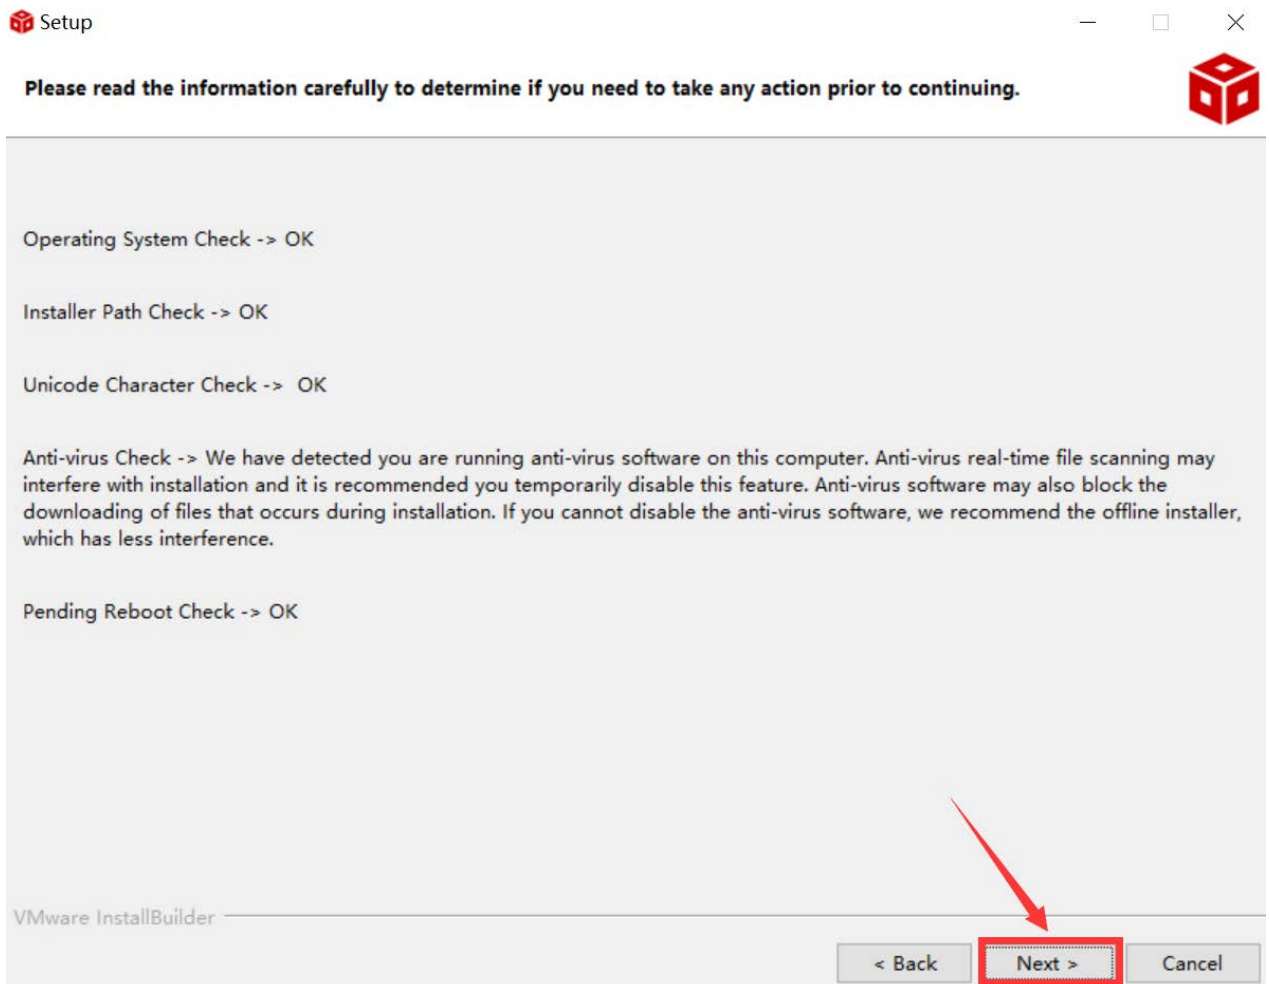 Setup
Please read the information carefully to determine if you need to take any action prior to continuing.
Operating System Check -> OK
Installer Path Check -> OK
Unicode Character Check ->  OK
Anti-virus Check -> We have detected you are running anti-virus software on this computer. Anti-virus real-time file scanning may
interfere with installation and it is recommended you temporarily disable this feature. Anti-virus software may also block the
downloading of files that occurs during installation. If you cannot disable the anti-virus software, we recommend the offline installer,
which has less interference.
Pending Reboot Check -> OK
VMware InstallBuilder
< Back
Next >
Cancel